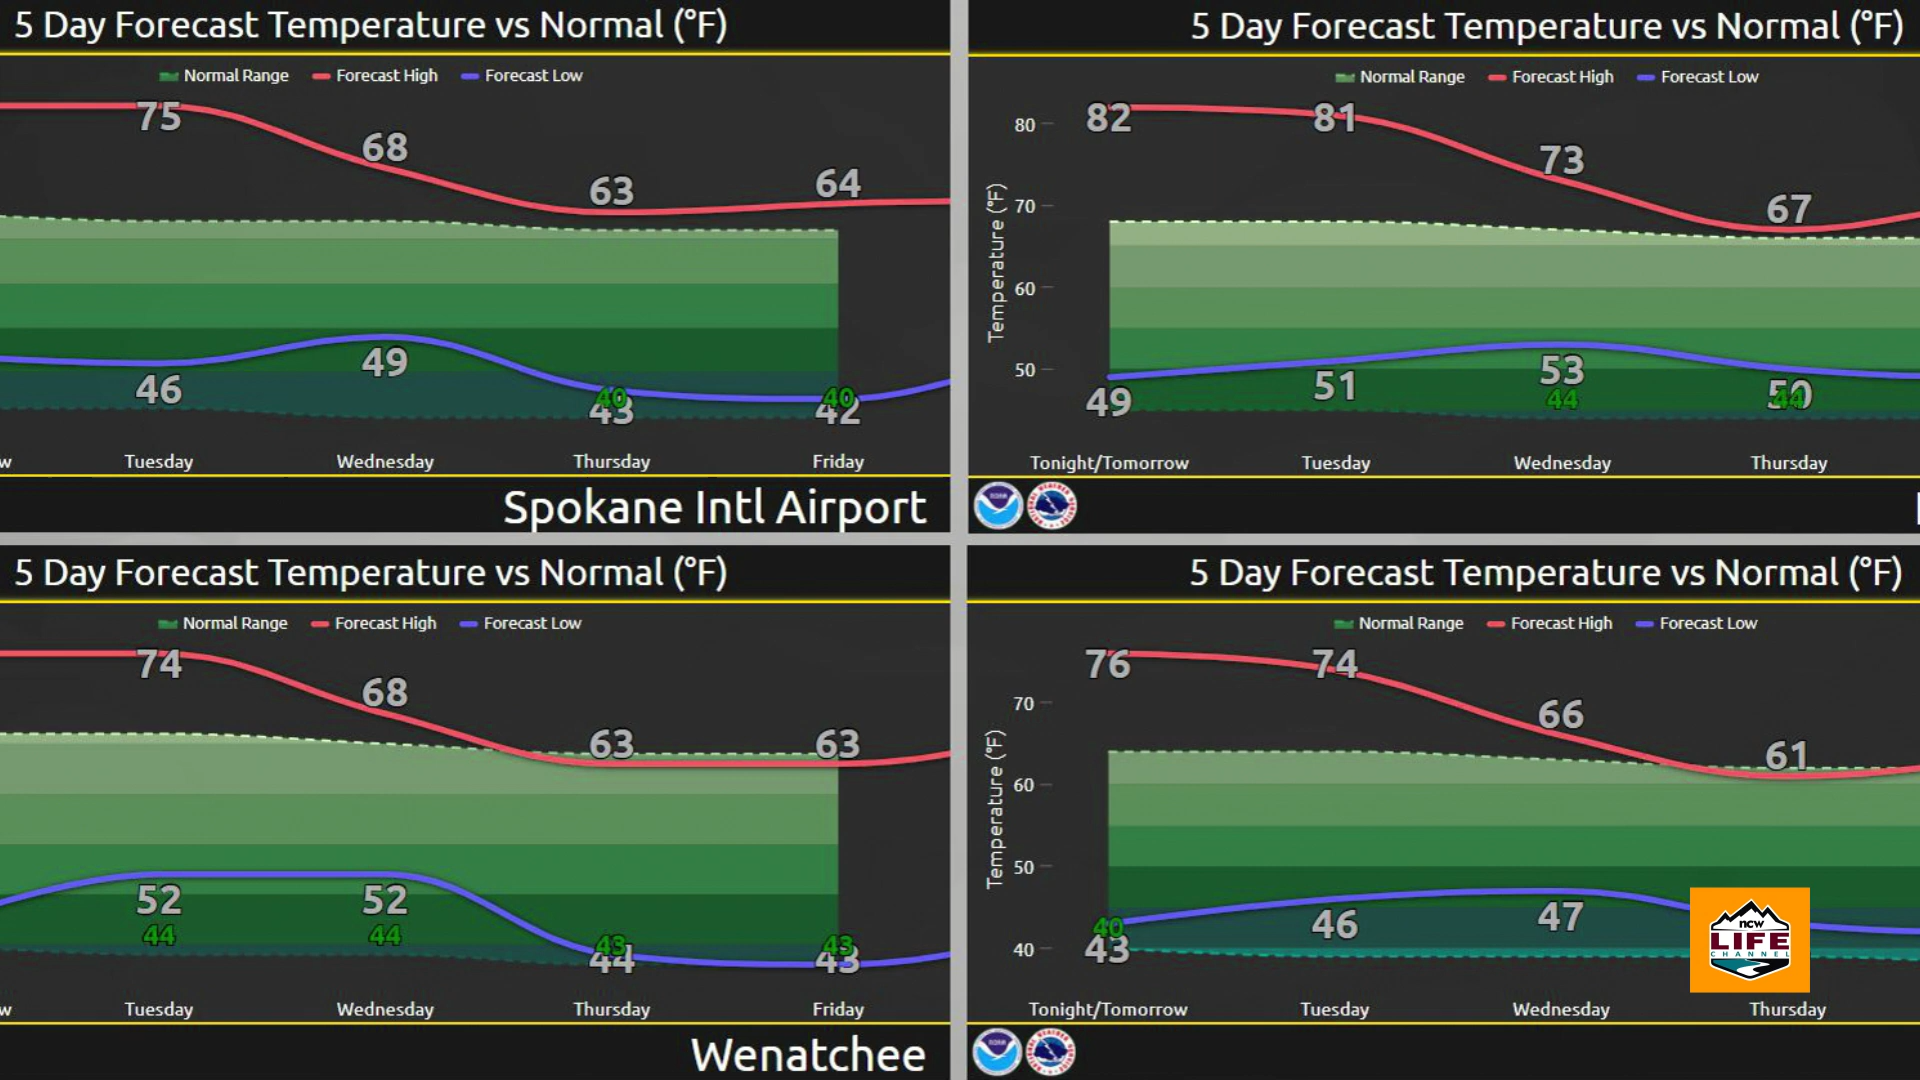 5 Day Forecast Temperature vs Normal (°F)
Normal Range Forecast High Forecast Low
75
68
63
64
46
49
40
43
40
42
w Tuesday Wednesday Thursday Friday
Spokane Intl Airport
5 Day Forecast Temperature vs Normal (°F)
Normal Range Forecast High Forecast Low
Temperature (°F)
80
70
60
50
82
81
73
67
49
51
53
44
50
44
Tonight/Tomorrow Tuesday Wednesday Thursday
5 Day Forecast Temperature vs Normal (°F)
Normal Range Forecast High Forecast Low
74
68
63
63
52
44
52
44
43
44
43
43
w Tuesday Wednesday Thursday Friday
Wenatchee
5 Day Forecast Temperature vs Normal (°F)
Normal Range Forecast High Forecast Low
Temperature (°F)
70
60
50
40
76
74
66
61
40
43
46
47
Tonight/Tomorrow Tuesday Wednesday Thursday
ncw
LIFE
CHANNEL